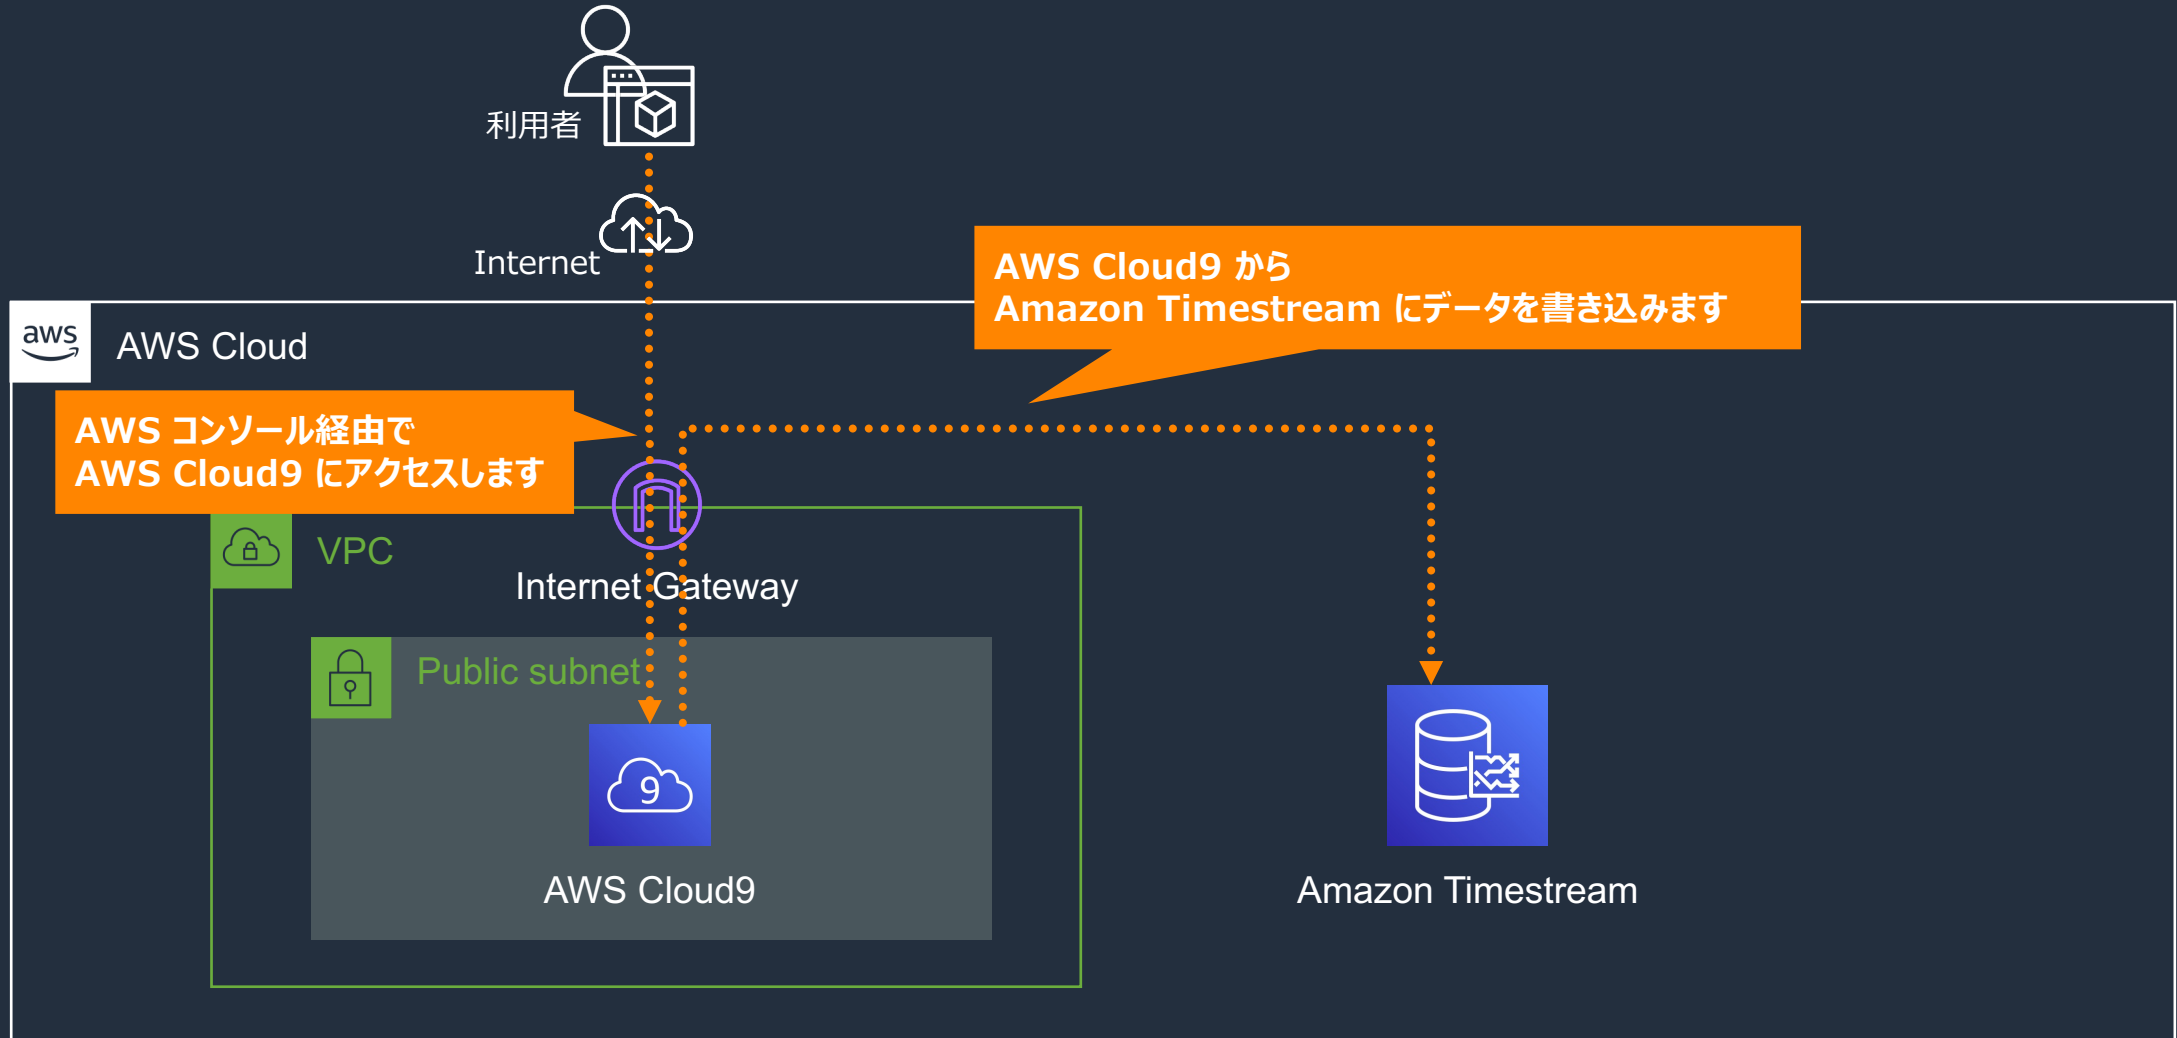 利用者
Internet
AWS Cloud9 から
Amazon Timestream にデータを書き込みます
aws
AWS Cloud
AWS コンソール経由で
AWS Cloud9 にアクセスします
VPC
Internet Gateway
Public subnet
9
AWS Cloud9
Amazon Timestream